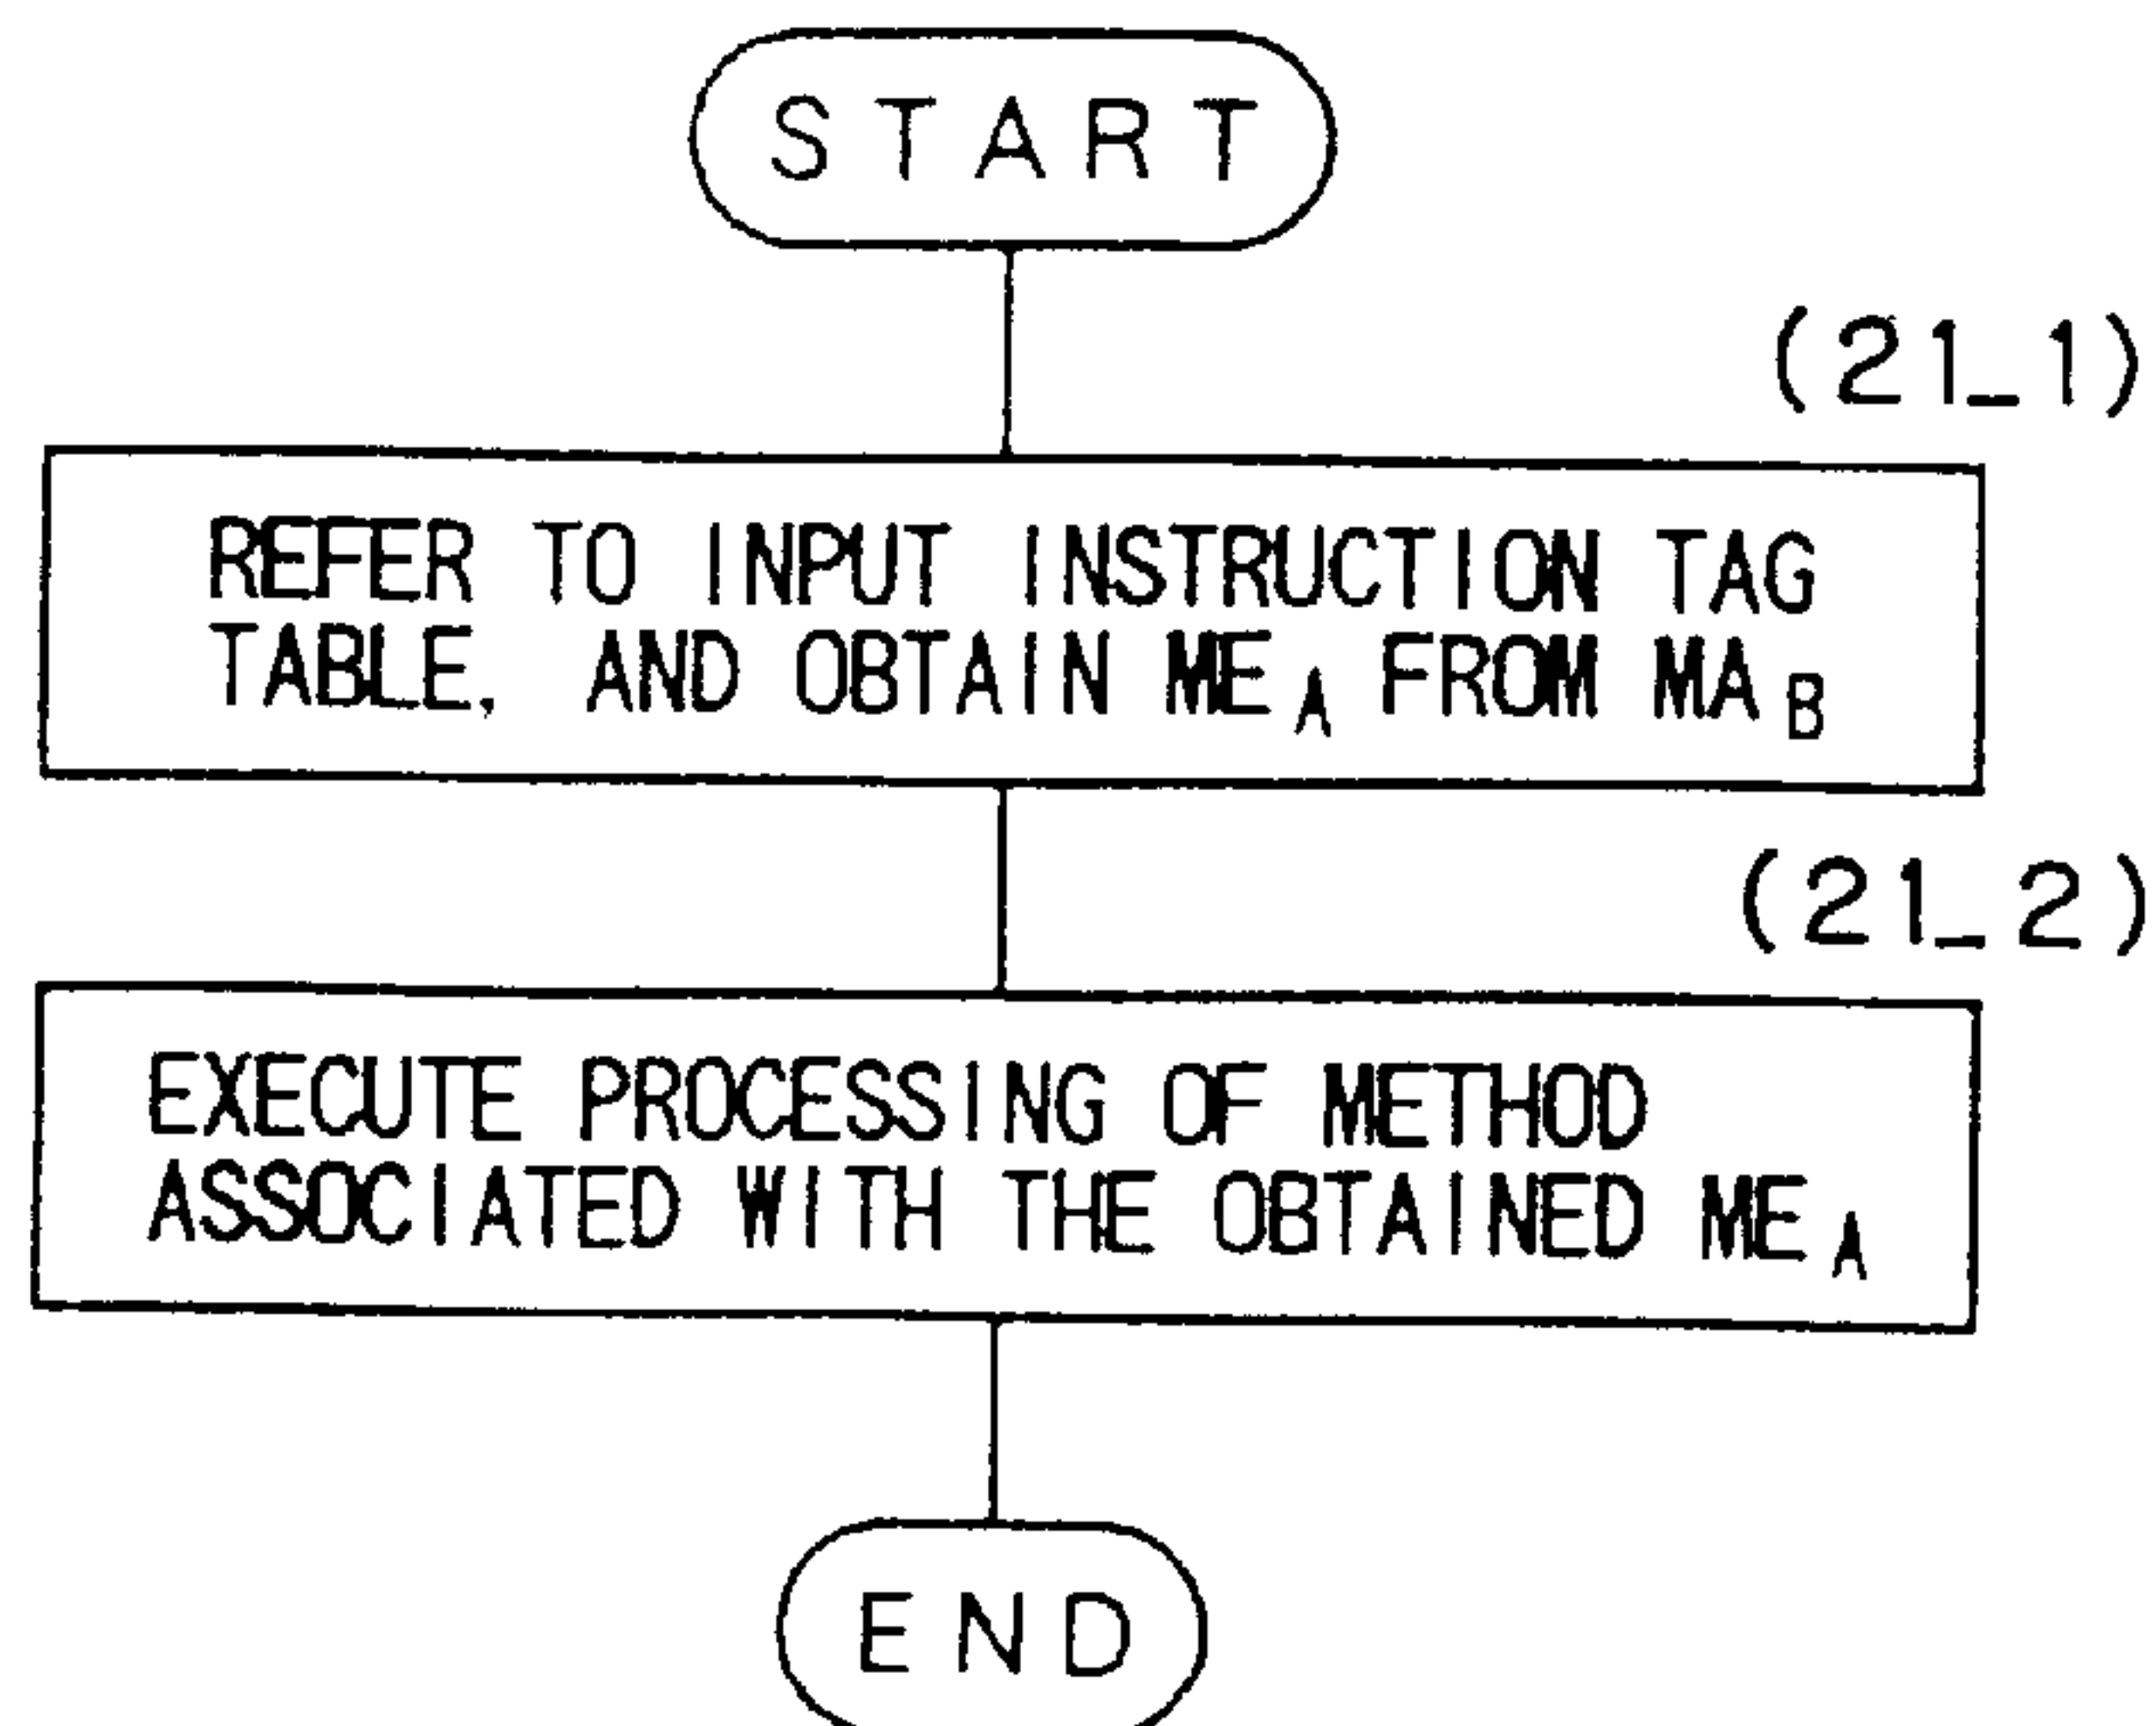 START
(21_1)
REFER TO INPUT INSTRUCTION TAG
TABLE, AND OBTAIN ME A FROM MA B
(21_2)
EXECUTE PROCESSING OF METHOD
ASSOCIATED WITH THE OBTAINED ME A
END